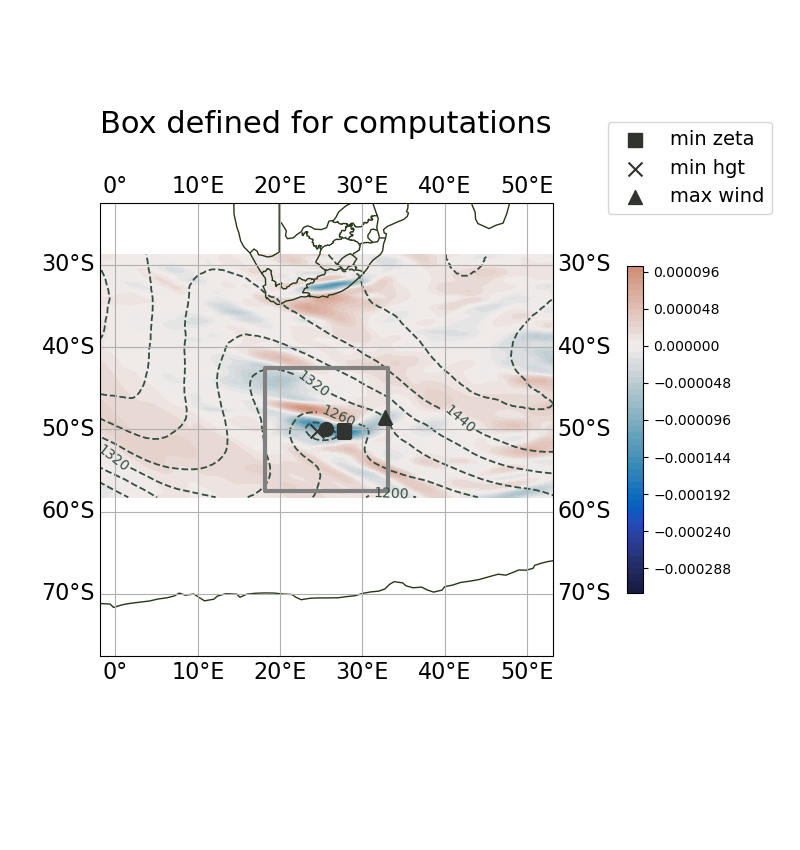 Box defined for computations
min zeta
min hgt
max wind
0° 10°E 20°E 30°E 40°E 50°E
30°S 30°S
0.000096
0.000048
40°S 40°S
0.000000
−0.000048
1320
1260
1440
−0.000096
50°S 50°S
1320
−0.000144
1200
−0.000192
60°S 60°S
−0.000240
−0.000288
70°S 70°S
0° 10°E 20°E 30°E 40°E 50°E